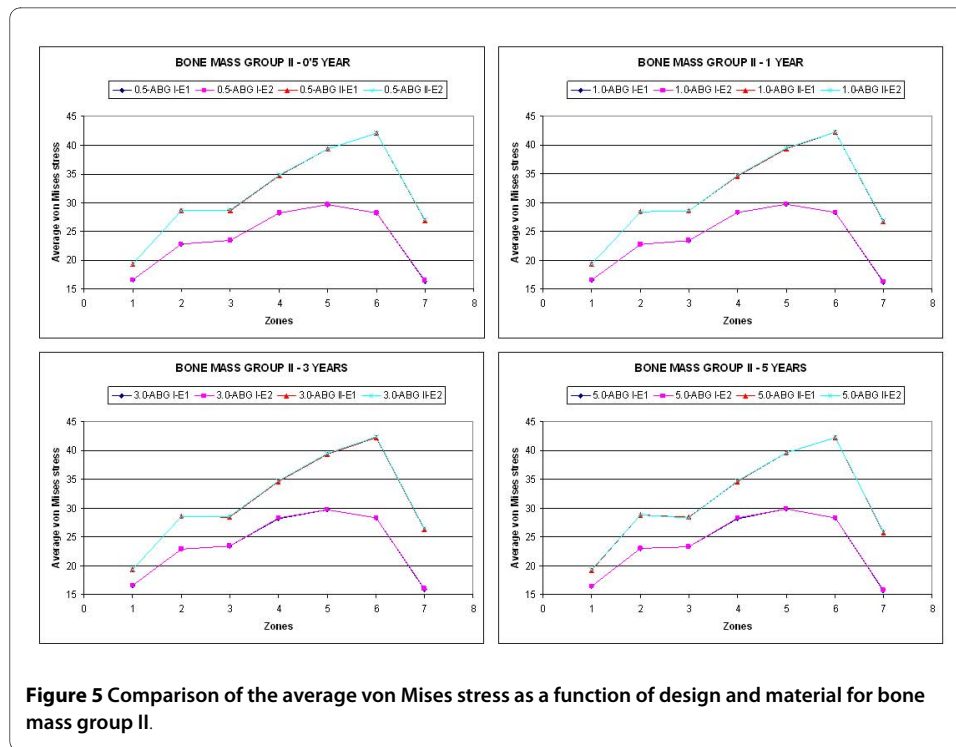 BONE MASS GROUP II - 0'5 YEAR
0.5-ABG I-E1 0.5-ABG I-E2 0.5-ABG II-E1 0.5-ABG II-E2
Average von Mises stress
45
40
35
30
25
20
15
0 1 2 3 4 5 6 7 8
Zones
BONE MASS GROUP II - 1 YEAR
1.0-ABG I-E1 1.0-ABG I-E2 1.0-ABG II-E1 1.0-ABG II-E2
Average von Mises stress
45
40
35
30
25
20
15
0 1 2 3 4 5 6 7 8
Zones
BONE MASS GROUP II - 3 YEARS
3.0-ABG I-E1 3.0-ABG I-E2 3.0-ABG II-E1 3.0-ABG II-E2
Average von Mises stress
45
40
35
30
25
20
15
0 1 2 3 4 5 6 7 8
Zones
BONE MASS GROUP II - 5 YEARS
5.0-ABG I-E1 5.0-ABG I-E2 5.0-ABG II-E1 5.0-ABG II-E2
Average von Mises stress
45
40
35
30
25
20
15
0 1 2 3 4 5 6 7 8
Zones
Figure 5 Comparison of the average von Mises stress as a function of design and material for bone
mass group II.